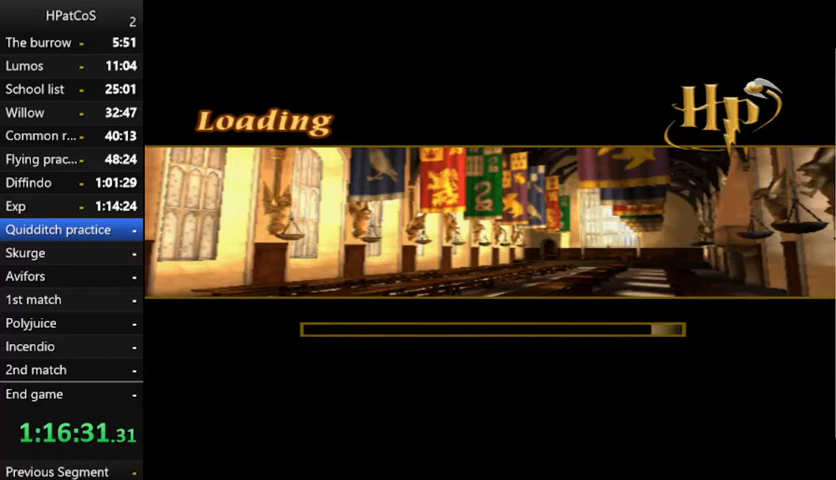 HPatCoS
2
The burrow - 5:51
Lumos - 11:04
School list - 25:01
Willow - 32:47
Common r... - 40:13
Flying prac... - 48:24
Diffindo - 1:01:29
Exp - 1:14:24
Quidditch practice -
Skurge -
Avifors -
1st match -
Polyjuice -
Incendio -
2nd match -
End game -
1:16:31.31
Previous Segment -
Loading
HP